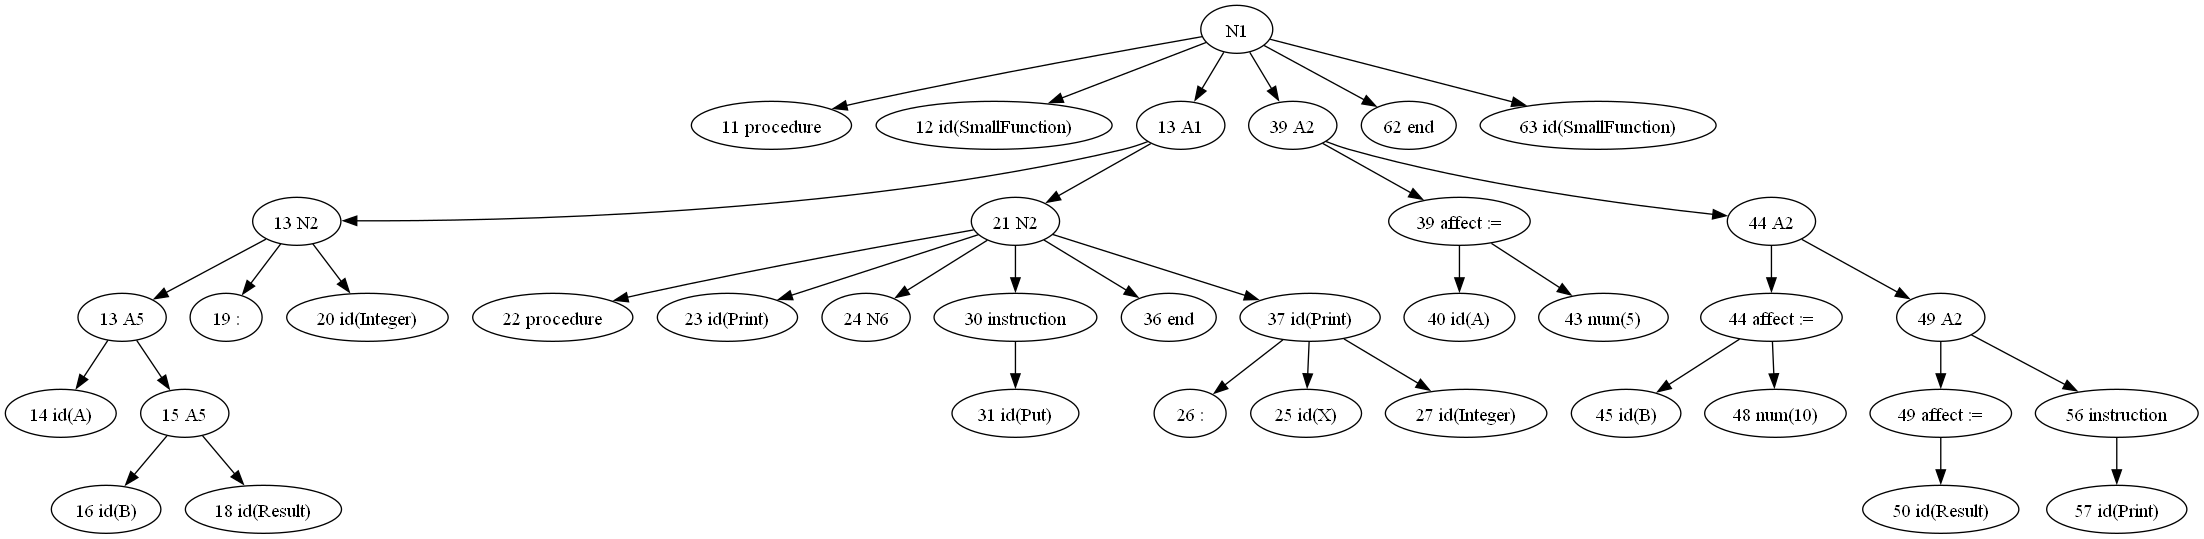 N1
11 procedure
12 id(SmallFunction)
13 A1
39 A2
62 end
63 id(SmallFunction)
13 N2
21 N2
39 affect :=
44 A2
13 A5
19 :
20 id(Integer)
22 procedure
23 id(Print)
24 N6
30 instruction
36 end
37 id(Print)
40 id(A)
43 num(5)
44 affect :=
49 A2
14 id(A)
15 A5
31 id(Put)
26 :
25 id(X)
27 id(Integer)
45 id(B)
48 num(10)
49 affect :=
56 instruction
16 id(B)
18 id(Result)
50 id(Result)
57 id(Print)